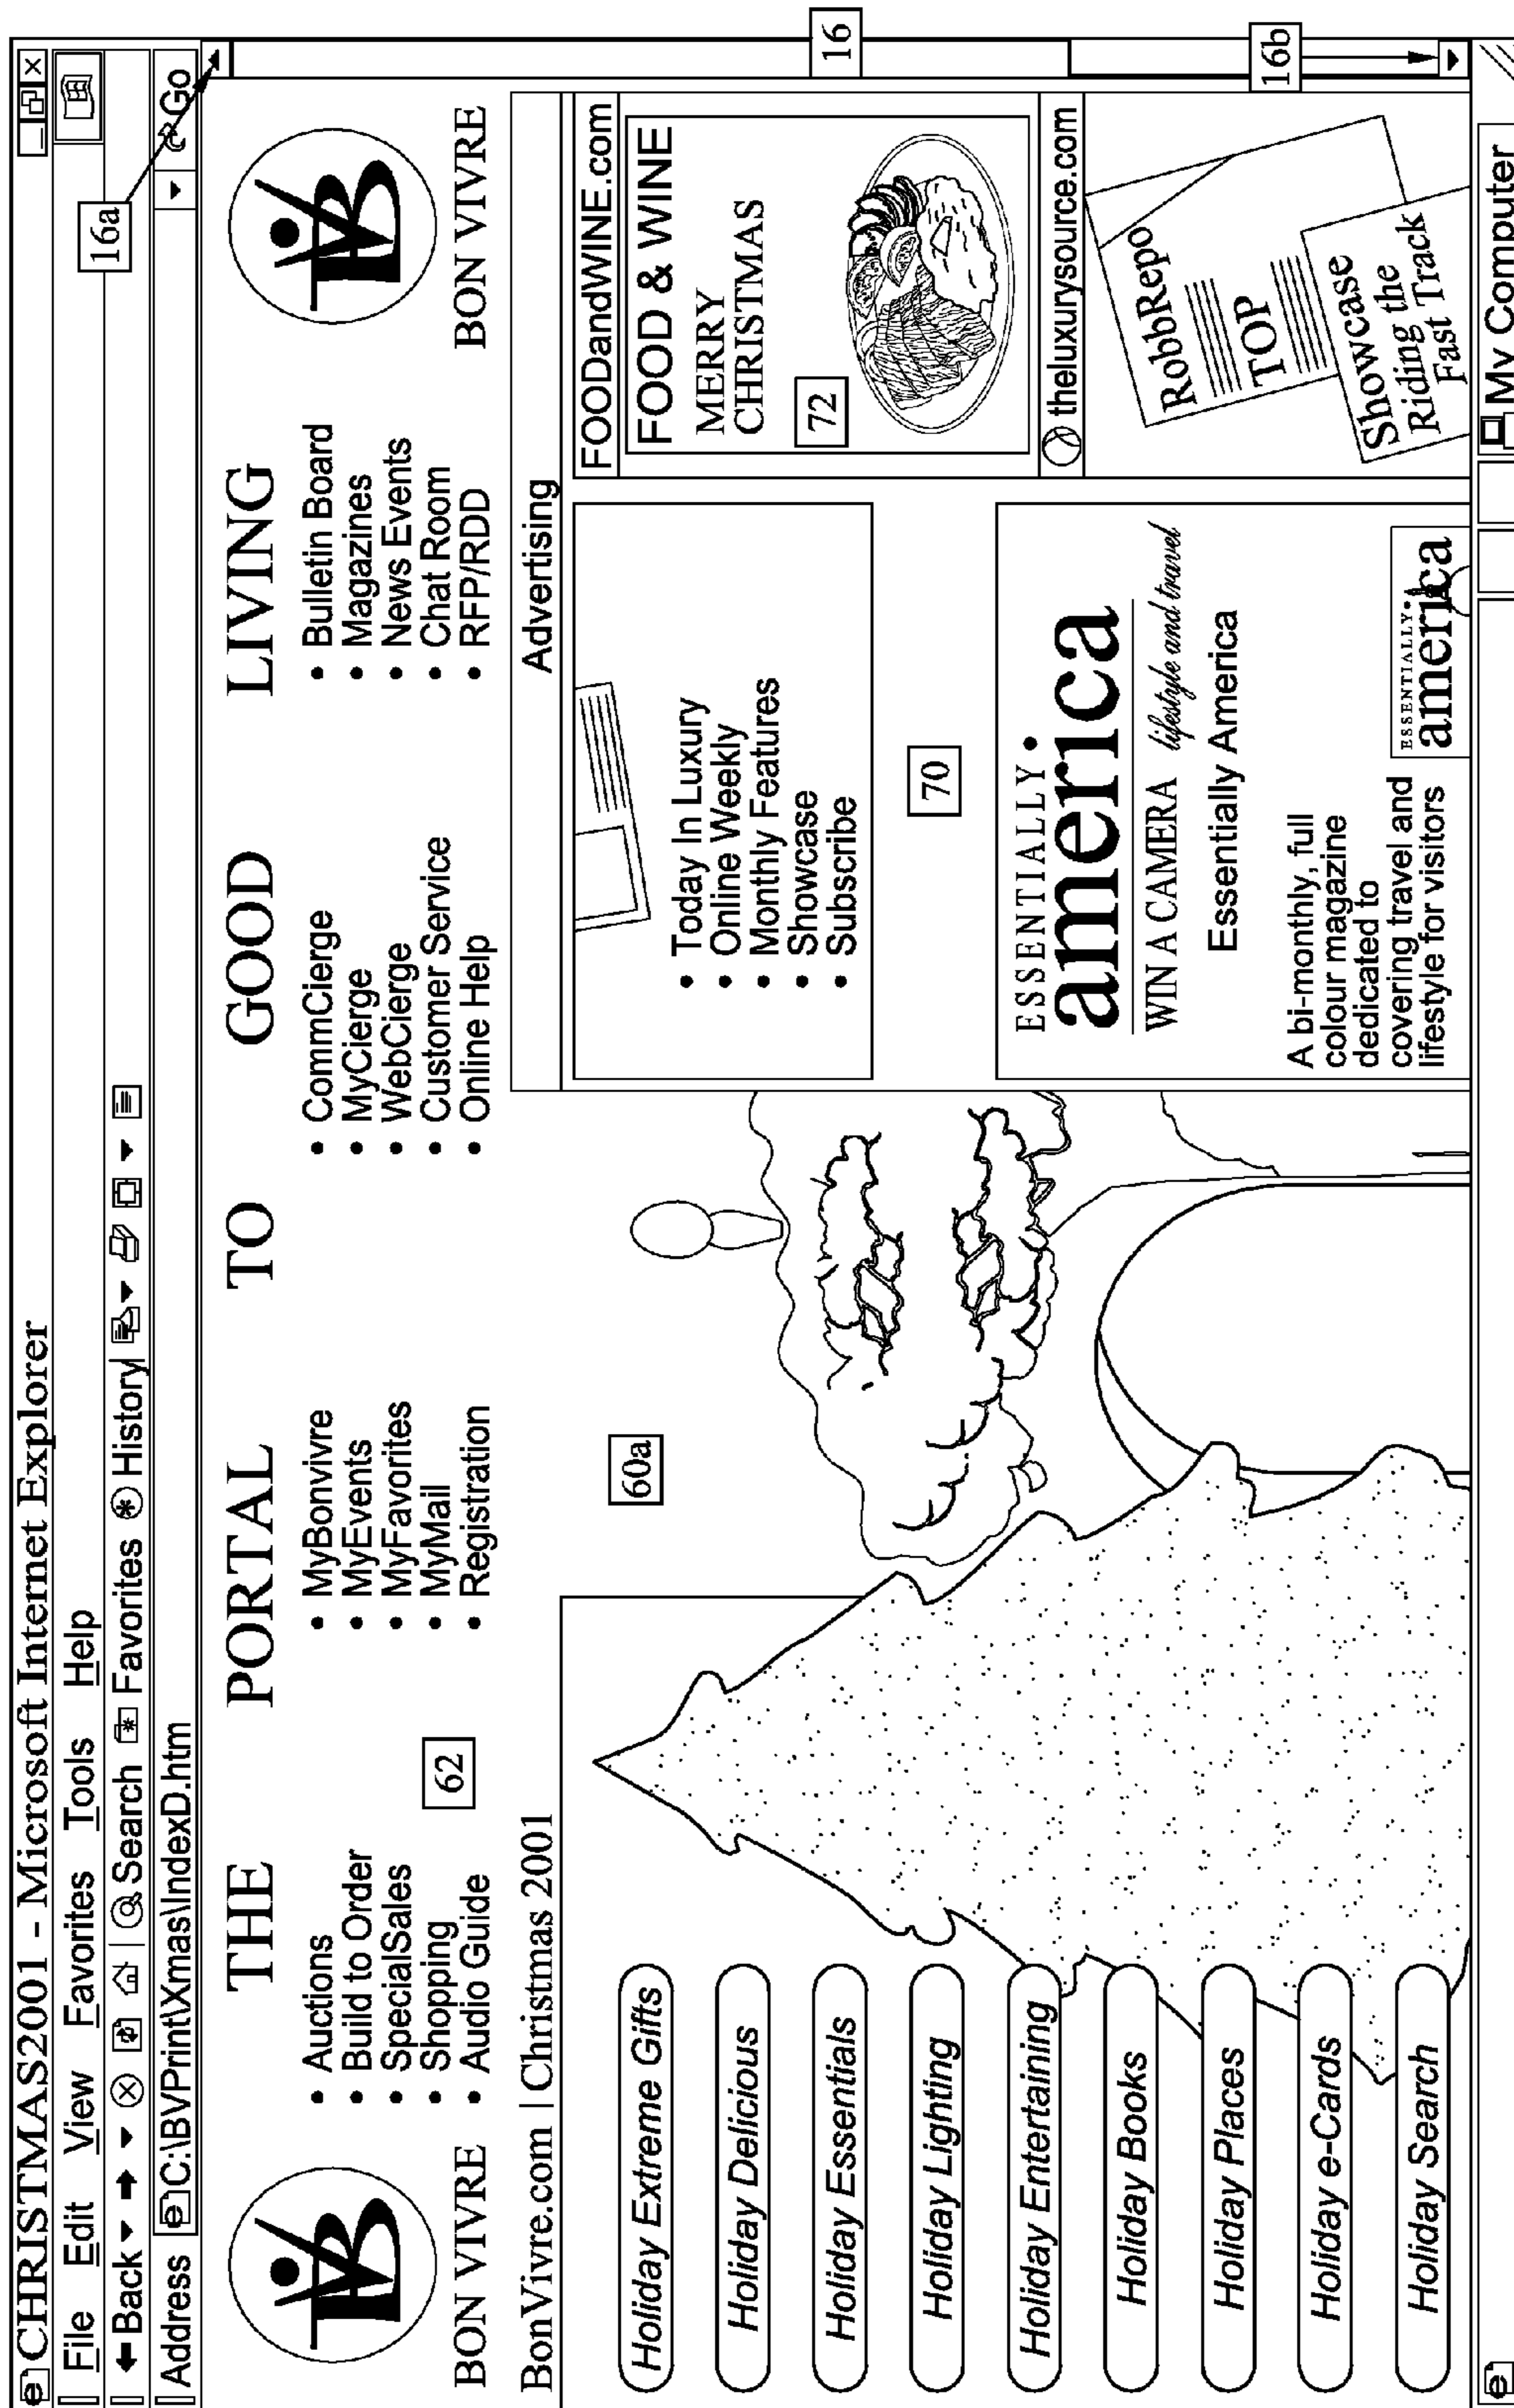 CHRISTMAS2001 - Microsoft Internet Explorer
File Edit View Favorites Tools Help
Back Search Favorites History
Address C:\BVPrint\Xmas\IndexD.htm Go
16a
16
16b
BON VIVRE
THE PORTAL TO GOOD LIVING
• Auctions
• Build to Order
• SpecialSales
• Shopping
• Audio Guide
62
• MyBonvivre
• MyEvents
• MyFavorites
• MyMail
• Registration
• CommCierge
• MyCierge
• WebCierge
• Customer Service
• Online Help
• Bulletin Board
• Magazines
• News Events
• Chat Room
• RFP/RDD
BON VIVRE
BonVivre.com | Christmas 2001
Holiday Extreme Gifts
Holiday Delicious
Holiday Essentials
Holiday Lighting
Holiday Entertaining
Holiday Books
Holiday Places
Holiday e-Cards
Holiday Search
60a
Advertising
• Today In Luxury
• Online Weekly
• Monthly Features
• Showcase
• Subscribe
70
ESSENTIALLY
america
WIN A CAMERA lifestyle and travel
Essentially America
A bi-monthly, full
colour magazine
dedicated to
covering travel and
lifestyle for visitors
ESSENTIALLY
america
FOODandWINE.com
FOOD & WINE
MERRY
CHRISTMAS
72
theluxurysource.com
RobbRepo
TOP
Showcase
Riding the
Fast Track
My Computer